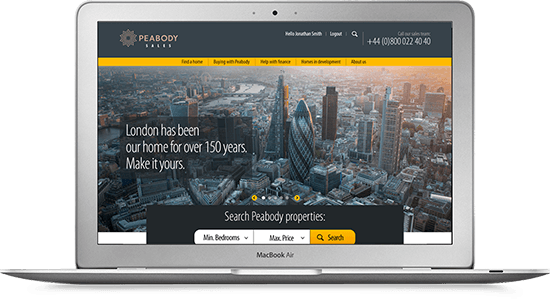 PEABODY
SALES
Hello Jonathan Smith
Logout
Call our sales team:
+44 (0)800 022 40 40
Find a home
Buying with Peabody
Help with finance
Homes in development
About us
London has been
our home for over 150 years.
Make it yours.
Search Peabody properties:
Min. Bedrooms
Max. Price
Search
MacBook Air